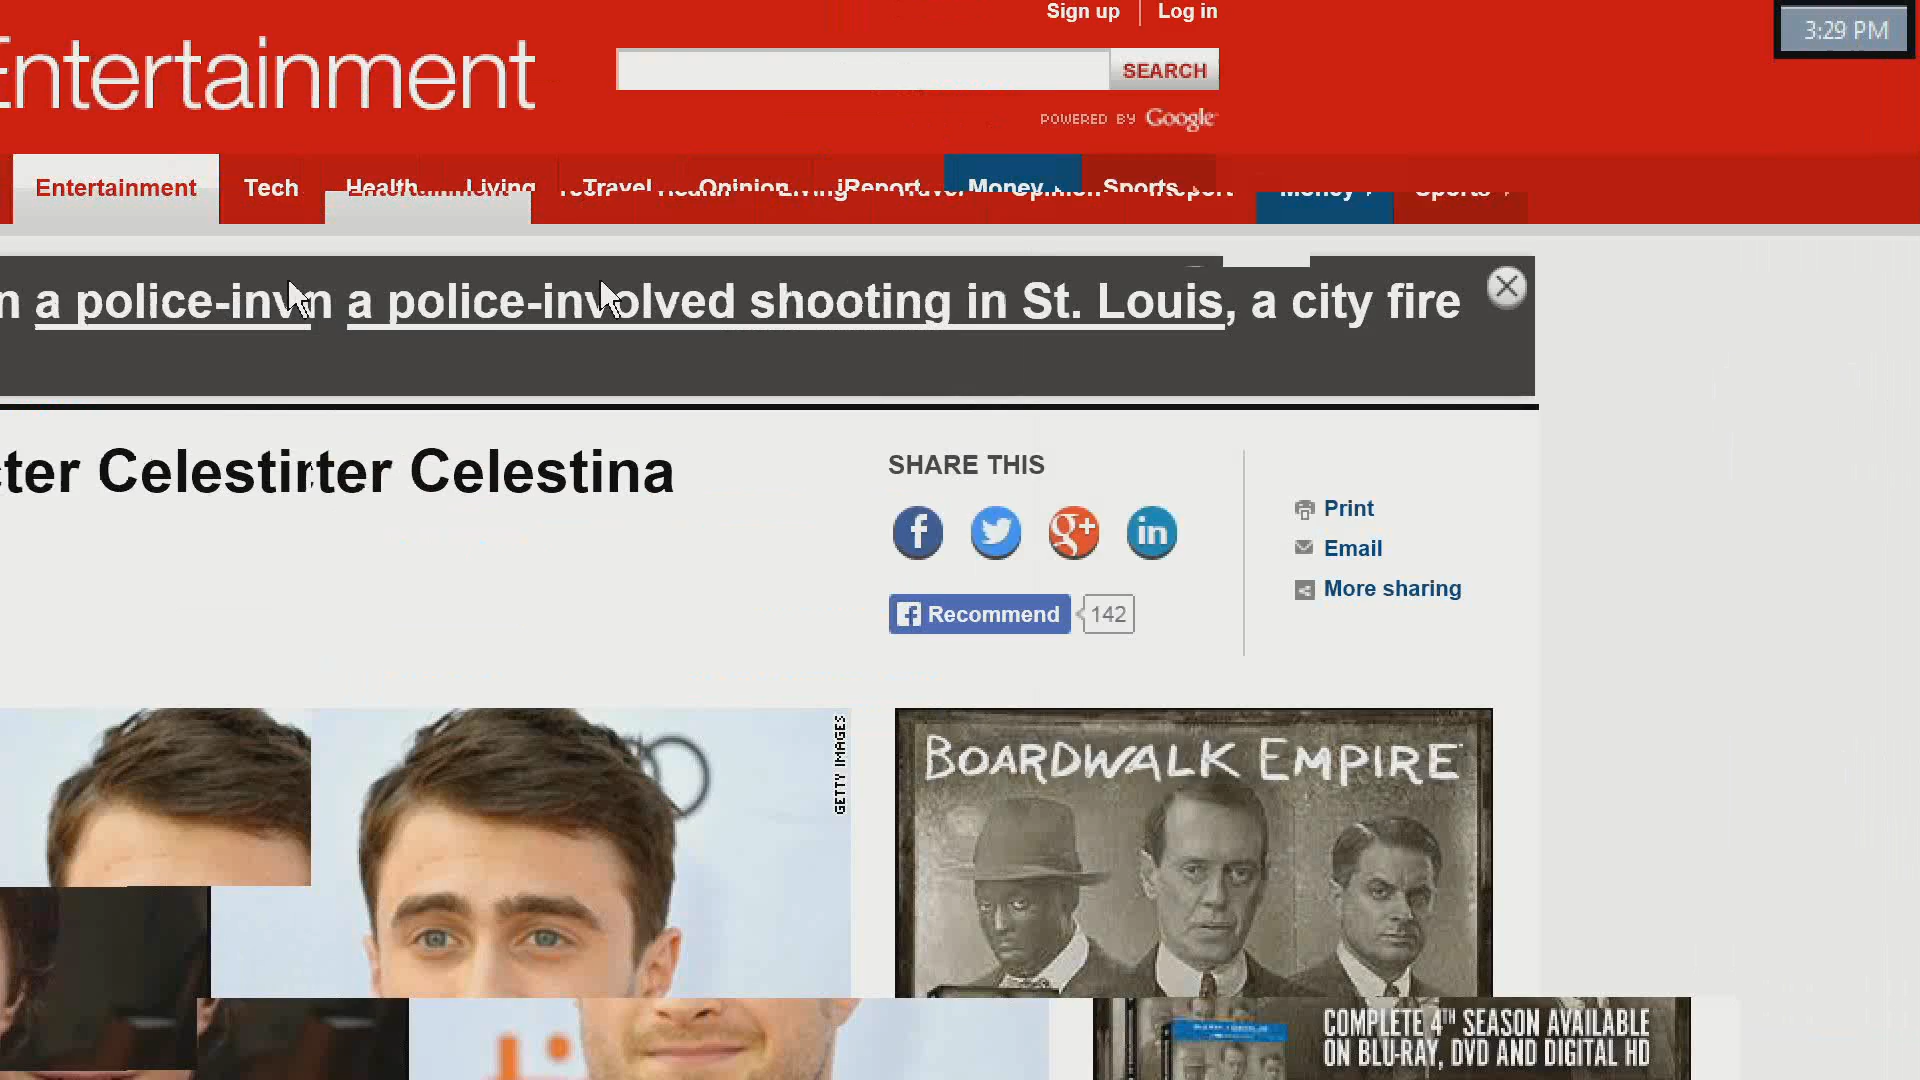 Sign up
Log in
3:29 PM
Entertainment
SEARCH
POWERED BY Google
Entertainment Tech Health Living Travel Opinion iReport Money Sports
n a police-inv n a police-involved shooting in St. Louis, a city fire
ter Celestin ter Celestina
SHARE THIS
Print
Email
More sharing
Recommend 142
GETTY IMAGES
BOARDWALK EMPIRE
COMPLETE 4TH SEASON AVAILABLE
ON BLU-RAY, DVD AND DIGITAL HD